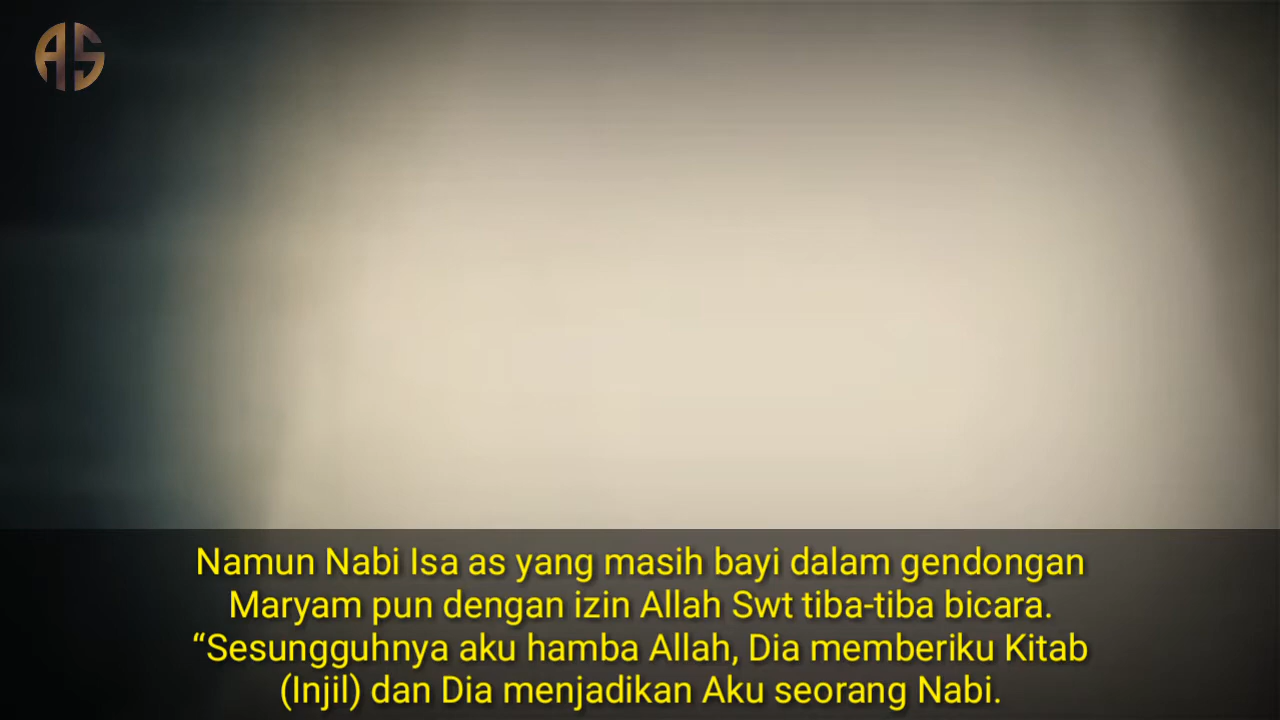 AS
Namun Nabi Isa as yang masih bayi dalam gendongan
Maryam pun dengan izin Allah Swt tiba-tiba bicara.
“Sesungguhnya aku hamba Allah, Dia memberiku Kitab
(Injil) dan Dia menjadikan Aku seorang Nabi.